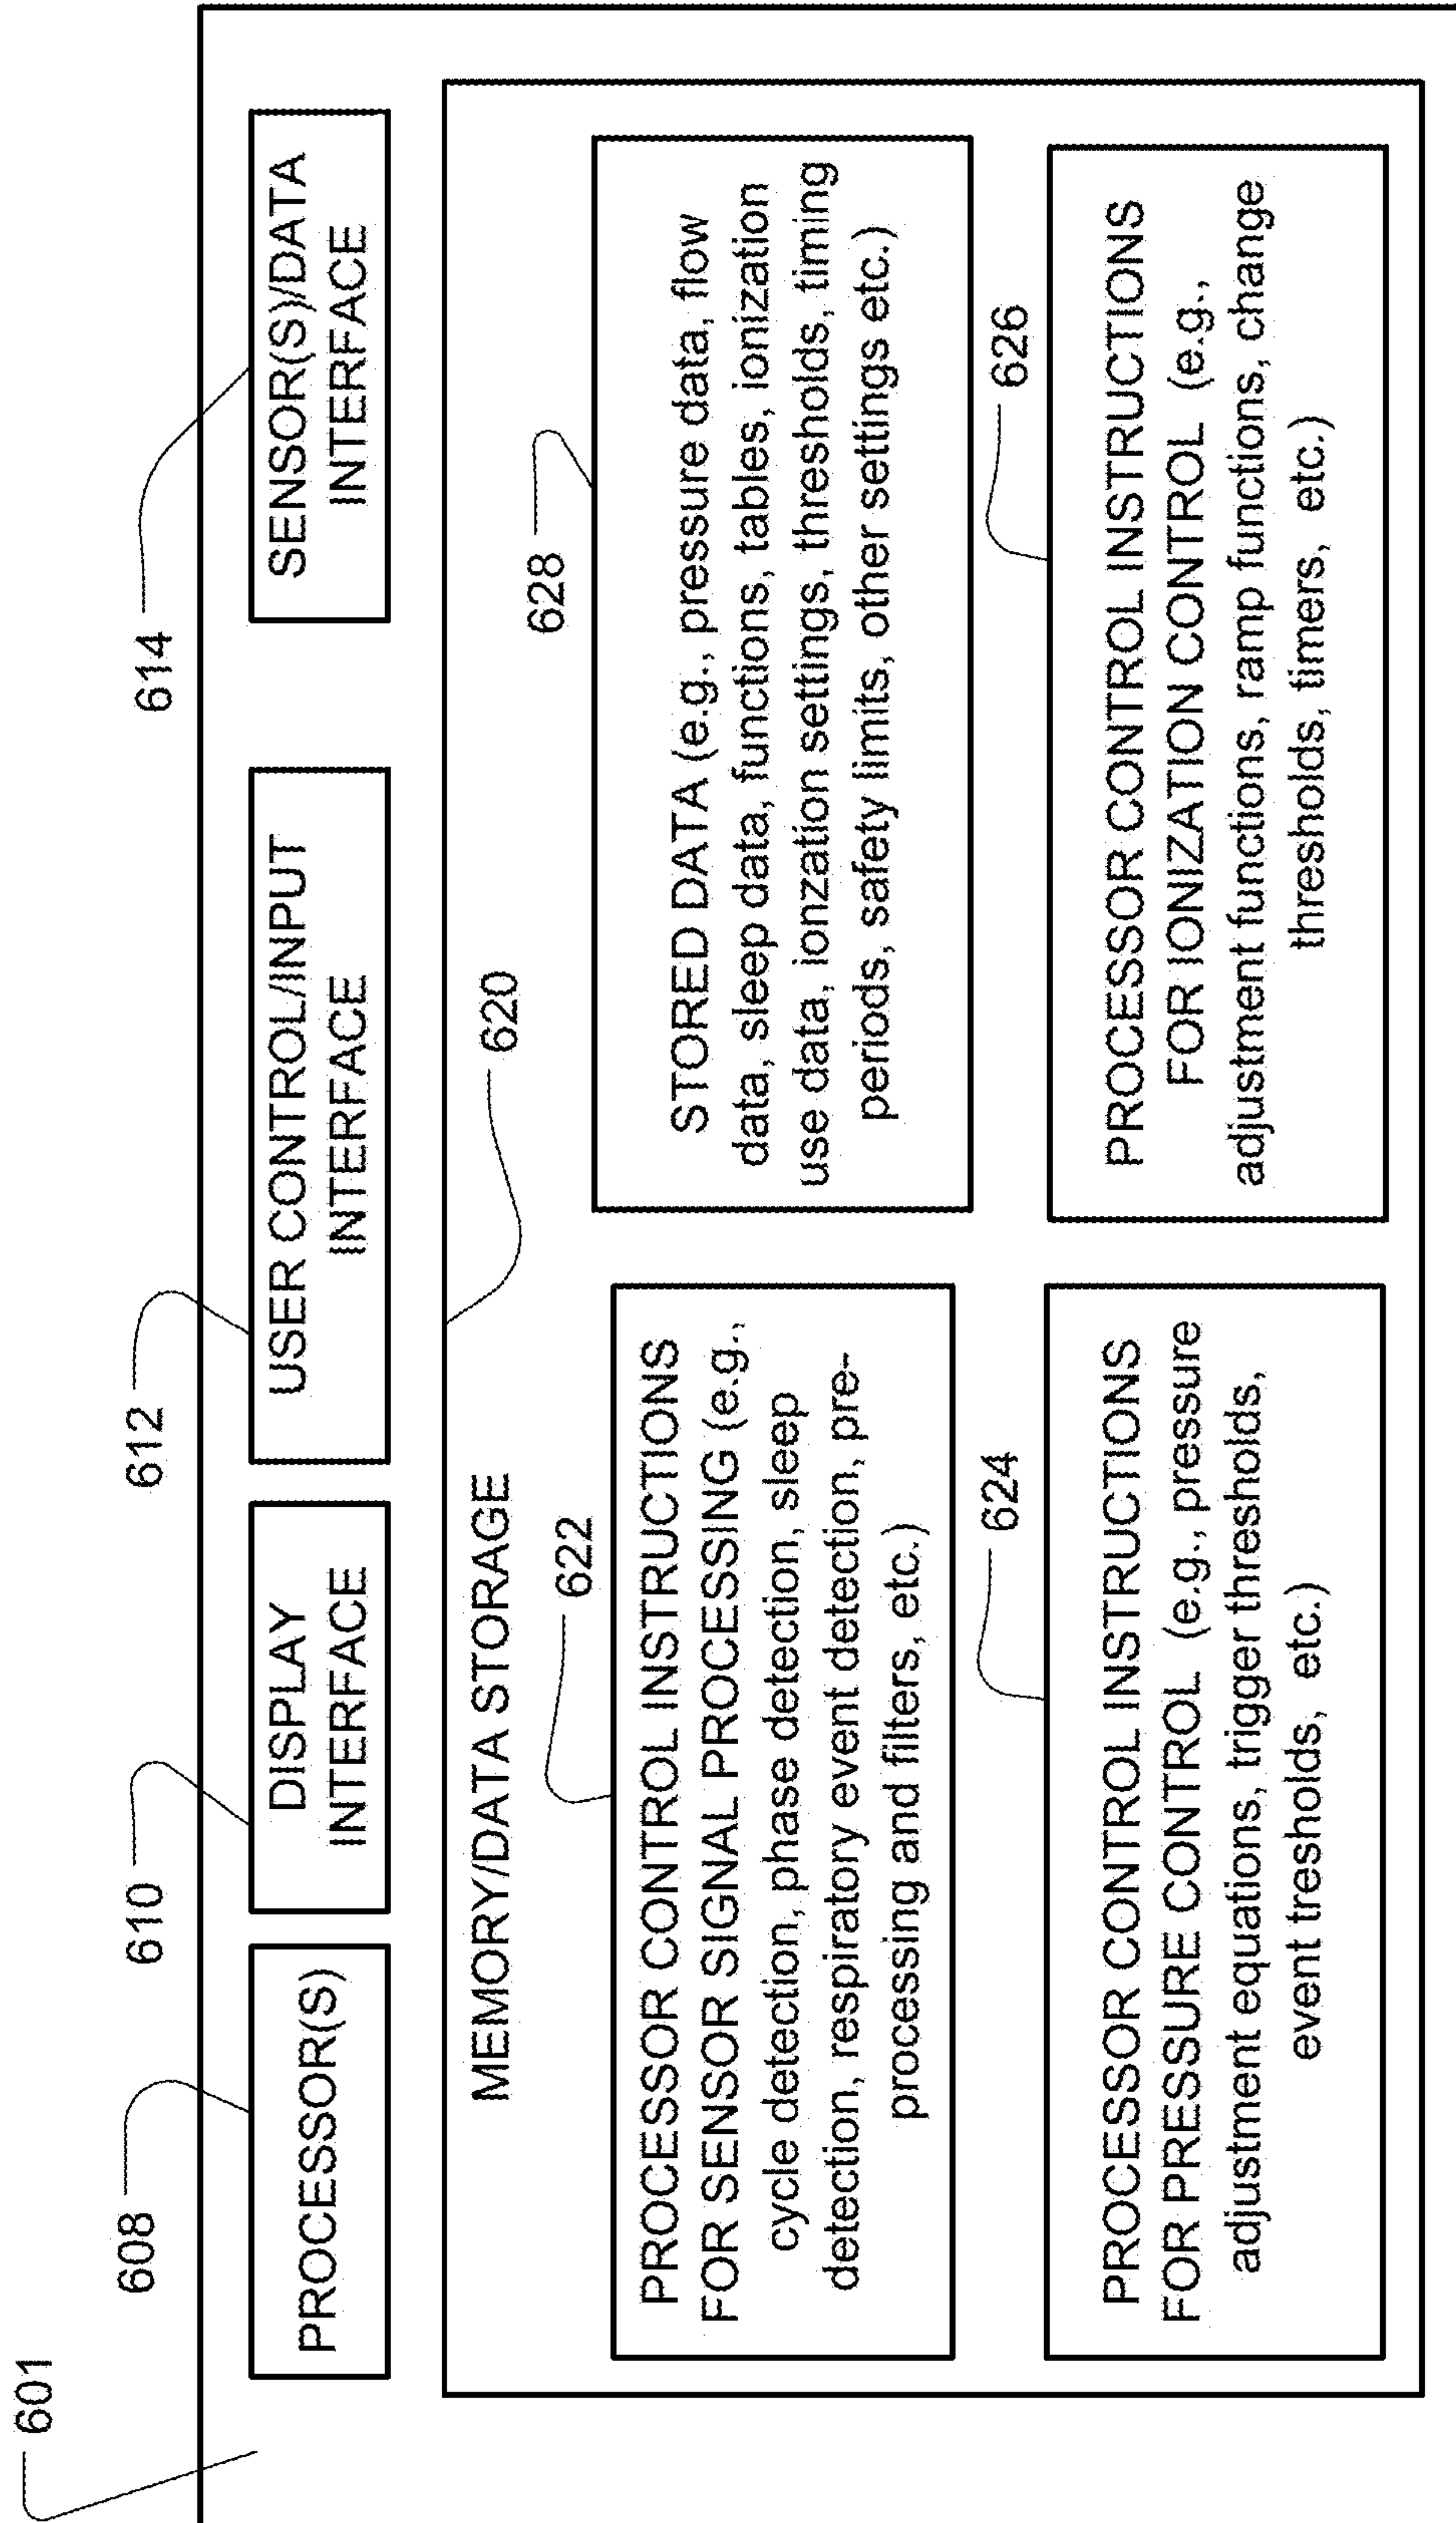 601
608
610
612
614
PROCESSOR(S)
DISPLAY
INTERFACE
USER CONTROL/INPUT
INTERFACE
SENSOR(S)/DATA
INTERFACE
MEMORY/DATA STORAGE
620
622
PROCESSOR CONTROL INSTRUCTIONS
FOR SENSOR SIGNAL PROCESSING (e.g.,
cycle detection, phase detection, sleep
detection, respiratory event detection, pre-
processing and filters, etc.)
628
STORED DATA (e.g., pressure data, flow
data, sleep data, functions, tables, ionization
use data, ionzation settings, thresholds, timing
periods, safety limits, other settings etc.)
624
PROCESSOR CONTROL INSTRUCTIONS
FOR PRESSURE CONTROL (e.g., pressure
adjustment equations, trigger thresholds,
event tresholds, etc.)
626
PROCESSOR CONTROL INSTRUCTIONS
FOR IONIZATION CONTROL (e.g.,
adjustment functions, ramp functions, change
thresholds, timers, etc.)